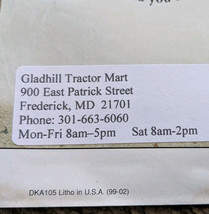 you
Gladhill Tractor Mart
900 East Patrick Street
Frederick, MD 21701
Phone: 301-663-6060
Mon-Fri 8am–5pm Sat 8am-2pm
DKA105 Litho in U.S.A. (99-02)